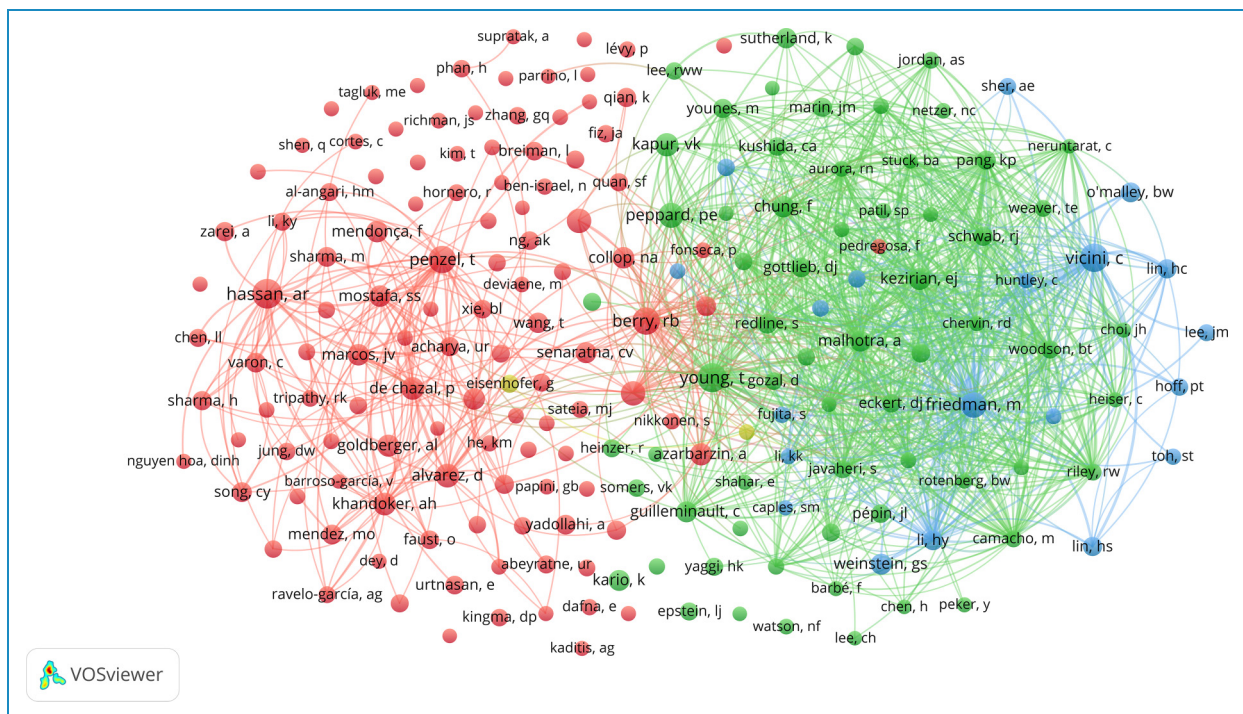 supratak, a
sutherland, k
lévy, p
jordan, as
phan, h
parrino, l
lee, rww
sher, ae
tagluk, me
qian, k
zhang, gq
younes, m
marin, jm
netzer, nc
richman, js
fiz, ja
shen, q
cortes, c
kapur, vk
kushida, ca
neruntarat, c
kim, t
breiman, l
stuck, ba
pang, kp
aurora, rn
al-angari, hm
hornero, r
ben-israel, n
quan, sf
o'malley, bw
li, ky
peppard, pe
chung, f
patil, sp
weaver, te
zarei, a
mendonça, f
ng, ak
fonseca, p
pedregosa, f
schwab, rj
sharma, m
penzel, t
collop, na
gottlieb, dj
vicini, c
lin, hc
deviaene, m
kezirian, ej
huntley, c
hassan, ar
mostafa, ss
xie, bl
wang, t
berry, rb
redline, s
chervin, rd
choi, jh
lee, jm
chen, ll
malhotra, a
varon, c
marcos, jv
acharya, ur
senaratna, cv
woodson, bt
eisenhofer, g
young, t
gozal, d
hoff, pt
sharma, h
tripathy, rk
de chazal, p
eckert, dj
friedman, m
heiser, c
sateia, mj
nikkonen, s
fujita, s
goldberger, al
he, km
heinzer, r
azarbarzin, a
li, kk
nguyen hoa, dinh
jung, dw
toh, st
javaheri, s
riley, rw
barroso-garcía, v
alvarez, d
papini, gb
somers, vk
shahar, e
rotenberg, bw
song, cy
khandoker, ah
guilleminault, c
caples, sm
pépin, jl
mendez, mo
faust, o
yadollahi, a
li, hy
camacho, m
lin, hs
dey, d
abeyratne, ur
yaggi, hk
weinstein, gs
urtnasan, e
kario, k
barbé, f
ravelo-garcía, ag
chen, h
peker, y
kingma, dp
dafna, e
epstein, lj
watson, nf
lee, ch
kaditis, ag
VOSviewer